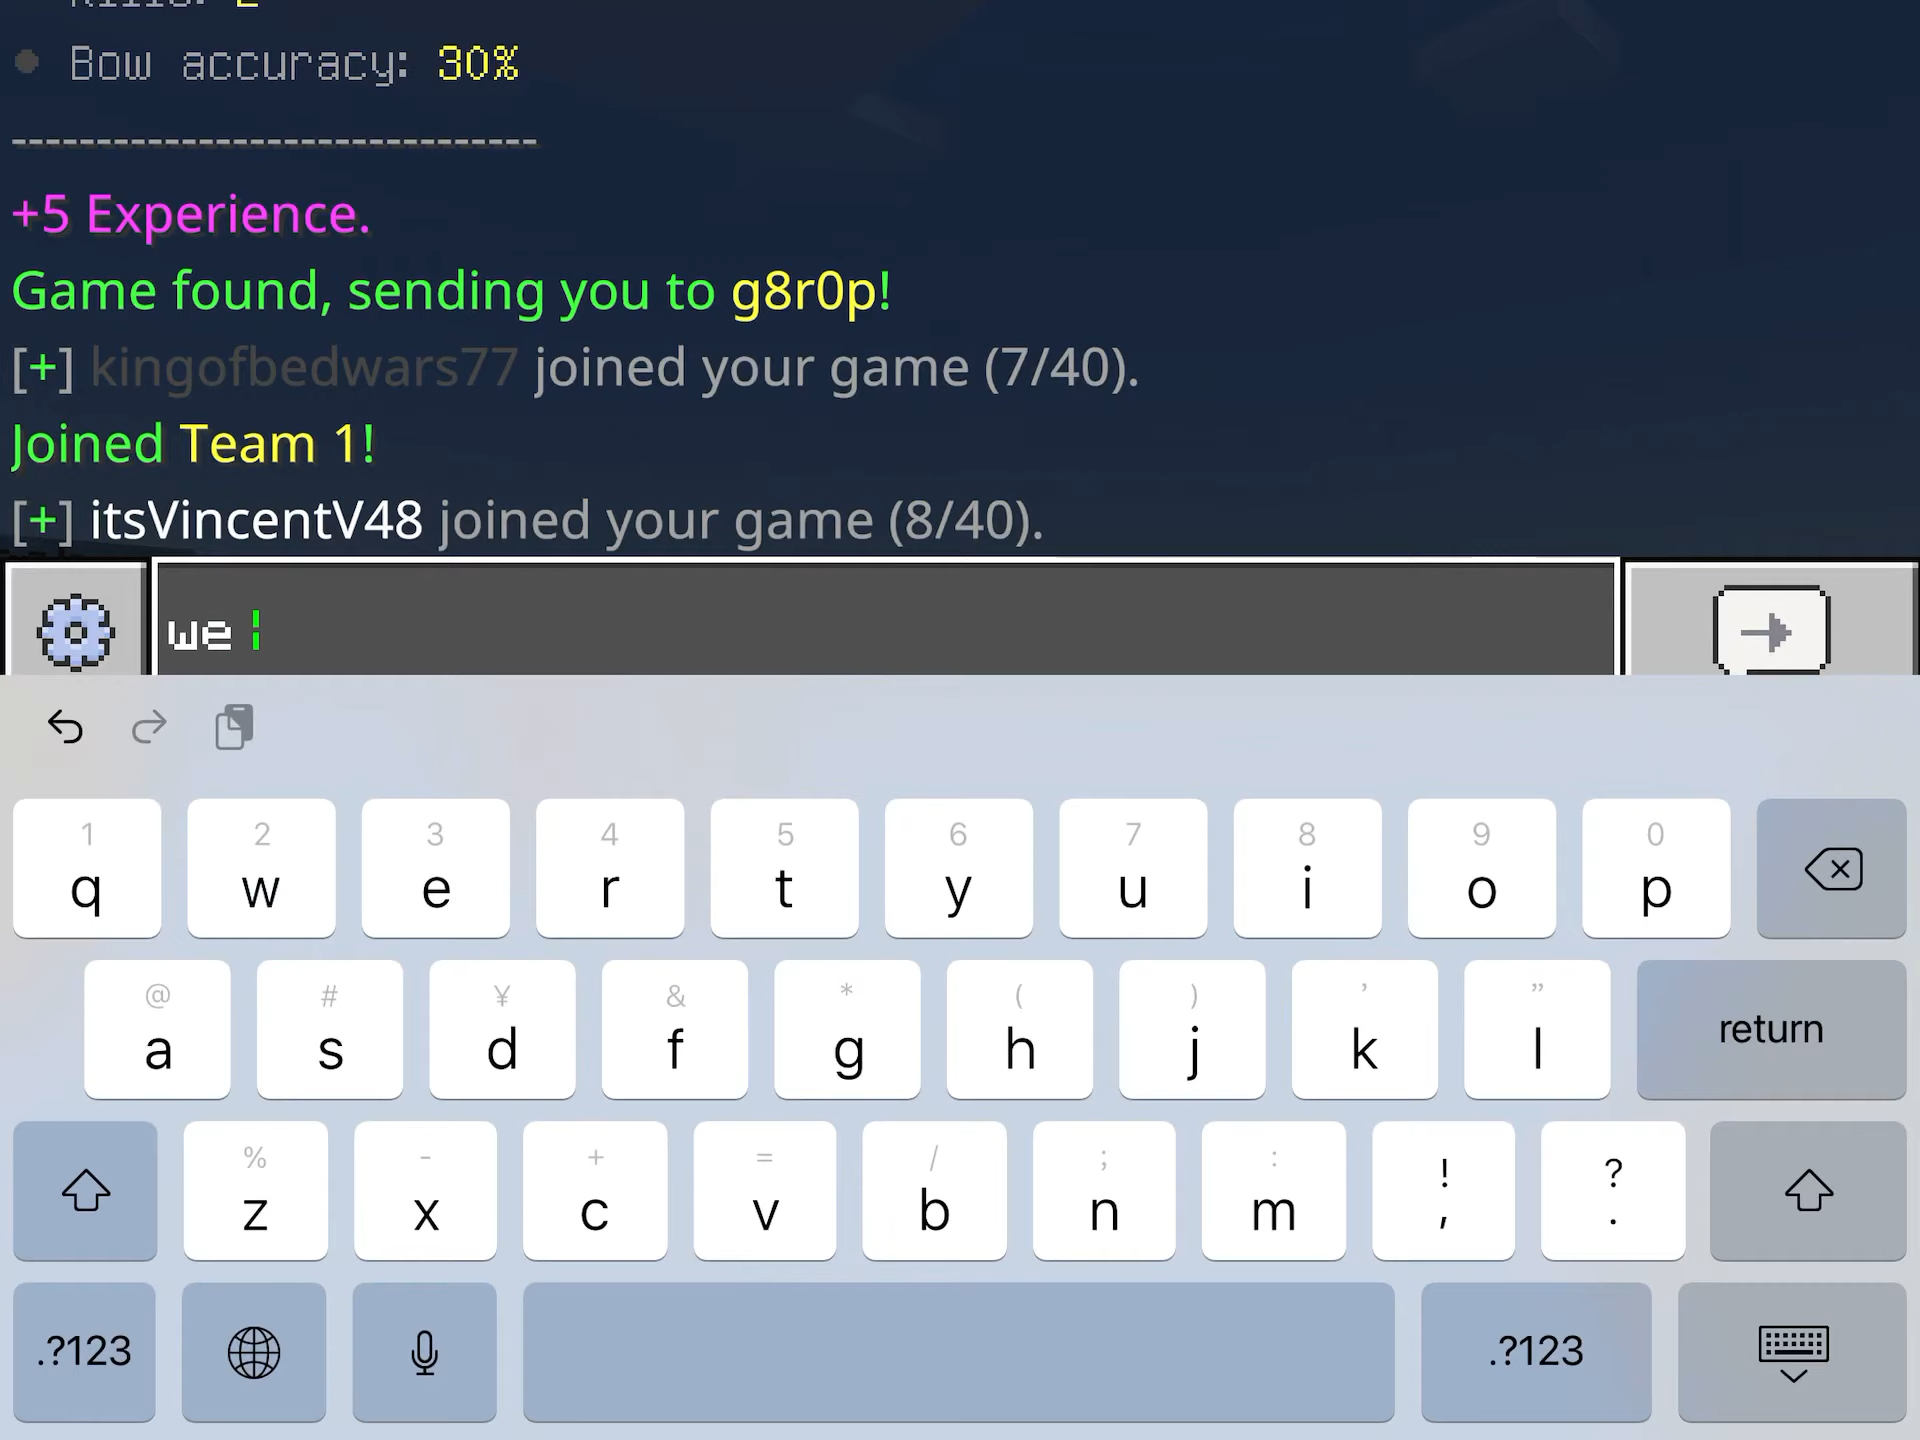 Kills: 2
Bow accuracy: 30%
-------------------------------
+5 Experience.
Game found, sending you to g8r0p!
[+] kingofbedwars77 joined your game (7/40).
Joined Team 1!
[+] itsVincentV48 joined your game (8/40).
we
1 2 3 4 5 6 7 8 9 0
q w e r t y u i o p
@ # ¥ & * ( ) ’ ”
a s d f g h j k l return
% - + = / ; : ! ?
z x c v b n m , .
.?123 .?123